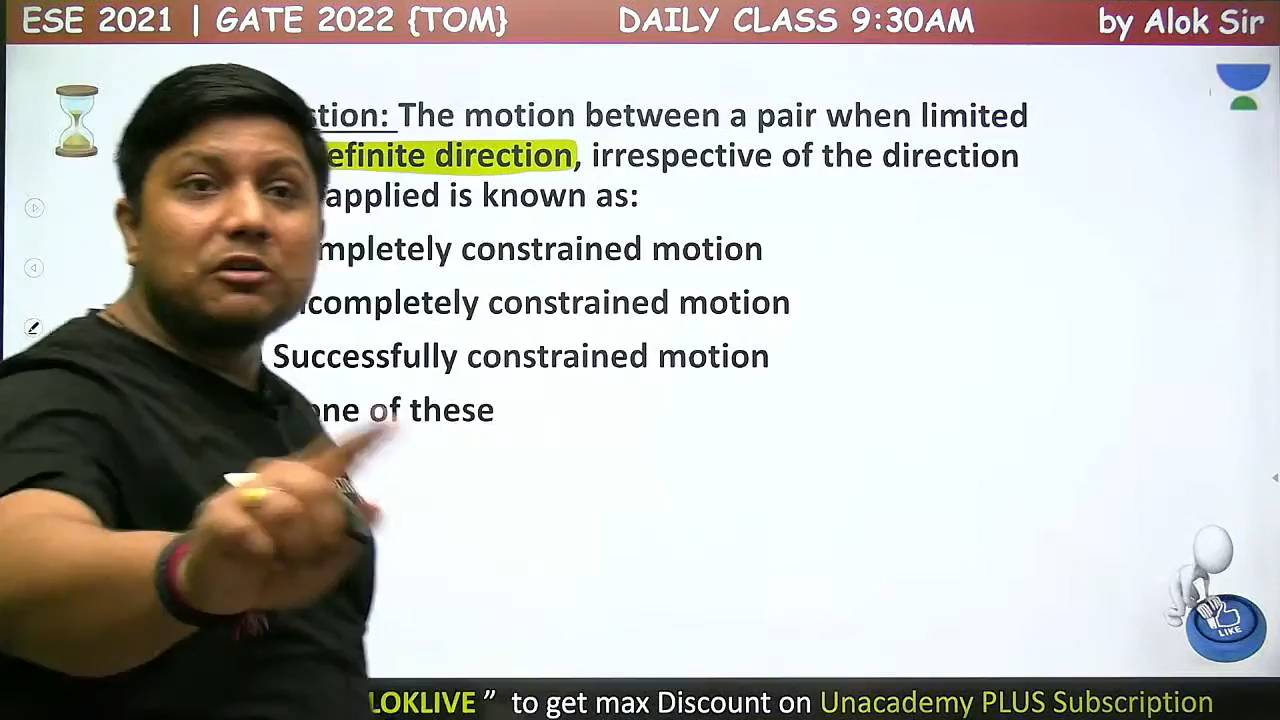 ESE 2021 | GATE 2022 {TOM} DAILY CLASS 9:30AM by Alok Sir
stion: The motion between a pair when limited
efinite direction, irrespective of the direction
applied is known as:
mpletely constrained motion
ncompletely constrained motion
Successfully constrained motion
one of these
LIKE
LOKLIVE ” to get max Discount on Unacademy PLUS Subscription